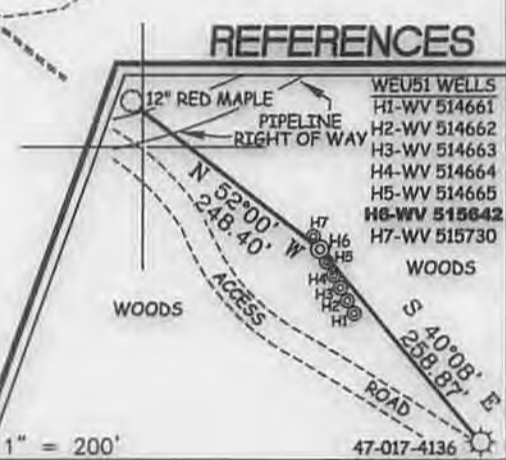 REFERENCES
WEU51 WELLS
H1-WV 514661
H2-WV 514662
H3-WV 514663
H4-WV 514664
H5-WV 514665
H6-WV 515642
H7-WV 515730
12" RED MAPLE
PIPELINE
RIGHT OF WAY
N 52°00' W
248.40'
H7
H6
H5
H4
H3
H2
H1
WOODS
WOODS
ACCESS
ROAD
S 40°08' E
258.87'
1" = 200'
47-017-4136